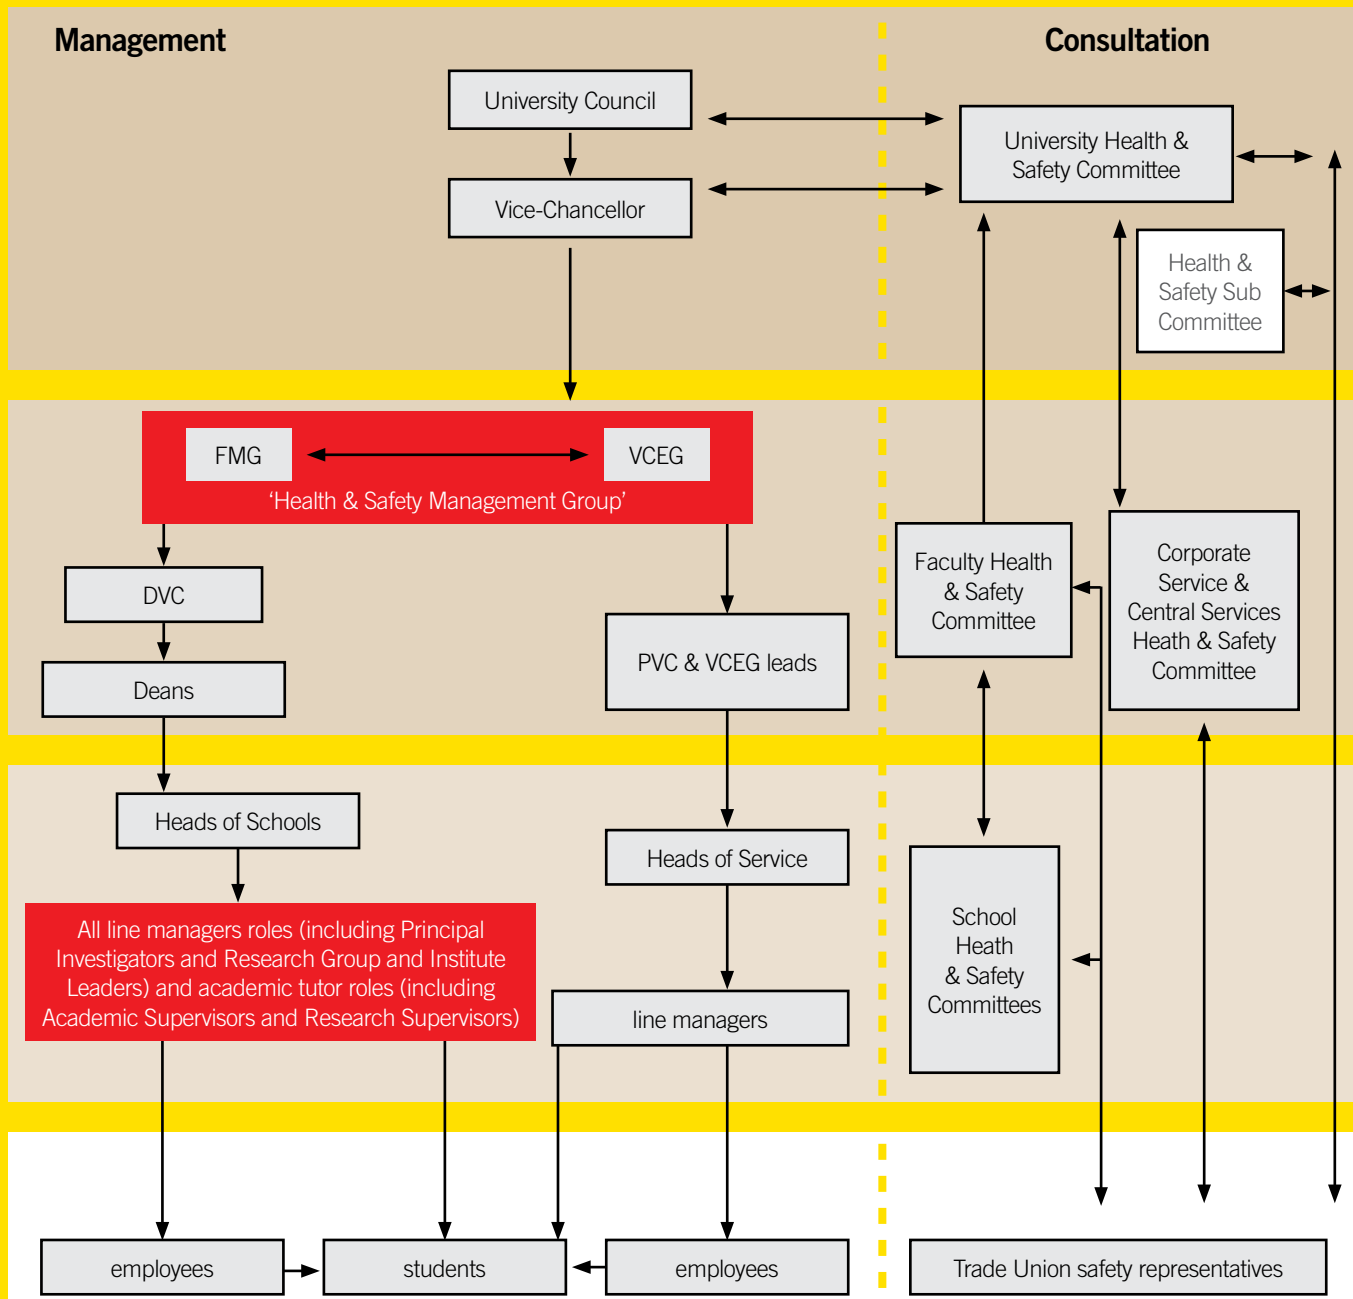 Management
Consultation
University Council
University Health &
Safety Committee
Vice-Chancellor
Health &
Safety Sub
Committee
FMG
VCEG
‘Health & Safety Management Group’
DVC
Deans
PVC & VCEG leads
Faculty Health
& Safety
Committee
Corporate
Service &
Central Services
Heath & Safety
Committee
Heads of Schools
Heads of Service
All line managers roles (including Principal
Investigators and Research Group and Institute
Leaders) and academic tutor roles (including
Academic Supervisors and Research Supervisors)
line managers
School
Heath
& Safety
Committees
employees
students
employees
Trade Union safety representatives